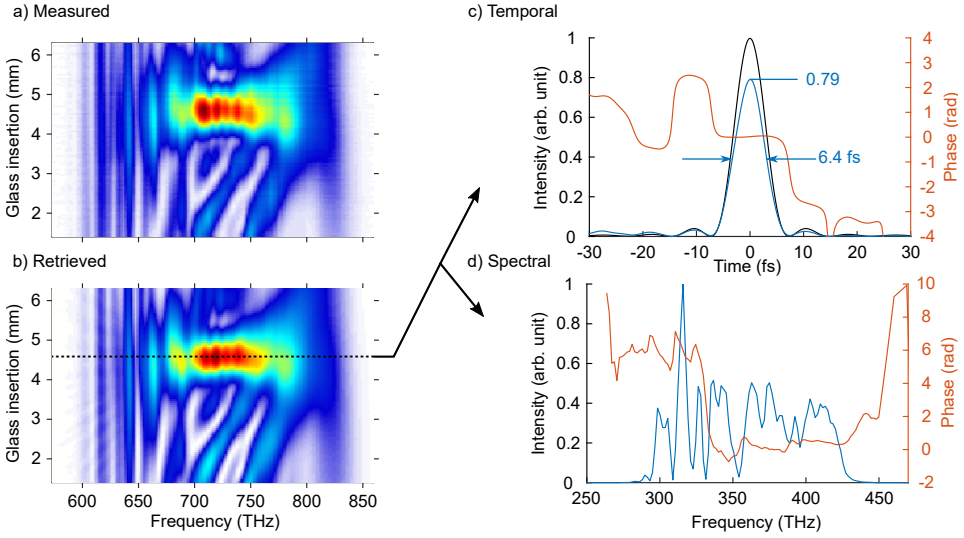 a) Measured
Glass insertion (mm)
6
5
4
3
2
b) Retrieved
Glass insertion (mm)
6
5
4
3
2
600 650 700 750 800 850
Frequency (THz)
c) Temporal
Intensity (arb. unit)
1
0.8
0.6
0.4
0.2
0
0.79
6.4 fs
4
3
2
1
0
-1
-2
-3
-4
Phase (rad)
-30 -20 -10 0 10 20 30
Time (fs)
d) Spectral
Intensity (arb. unit)
1
0.8
0.6
0.4
0.2
0
10
8
6
4
2
0
-2
Phase (rad)
250 300 350 400 450
Frequency (THz)